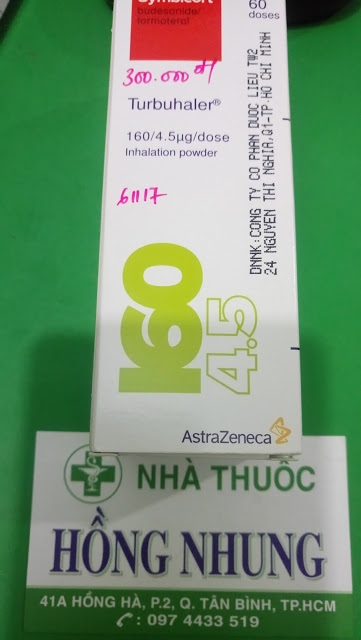 Symbicort
budesonide/
formoterol
60
doses
300.000đ
Turbuhaler®
160/4.5µg/dose
Inhalation powder
61117
DNNK:CONG TY CO PHAN DUOC LIEU TW2
24 NGUYEN THI NGHIA,Q1-TP.HO CHI MINH
160
4.5
AstraZeneca
NHÀ THUỐC
HỒNG NHUNG
41A HỒNG HÀ, P.2, Q. TÂN BÌNH, TP.HCM
: 097 4433 519